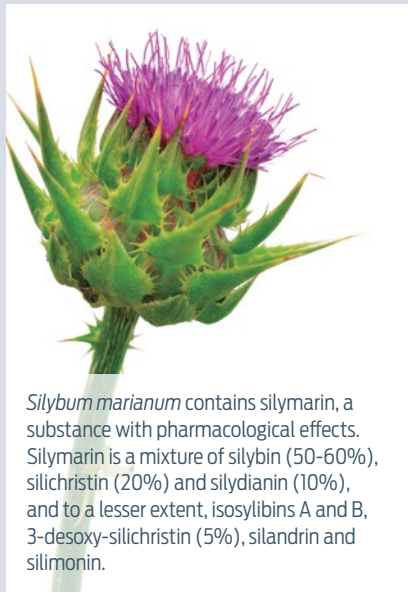 Silybum marianum contains silymarin, a
substance with pharmacological effects.
Silymarin is a mixture of silybin (50-60%),
silichristin (20%) and silydianin (10%),
and to a lesser extent, isosylibins A and B,
3-desoxy-silichristin (5%), silandrin and
silimonin.